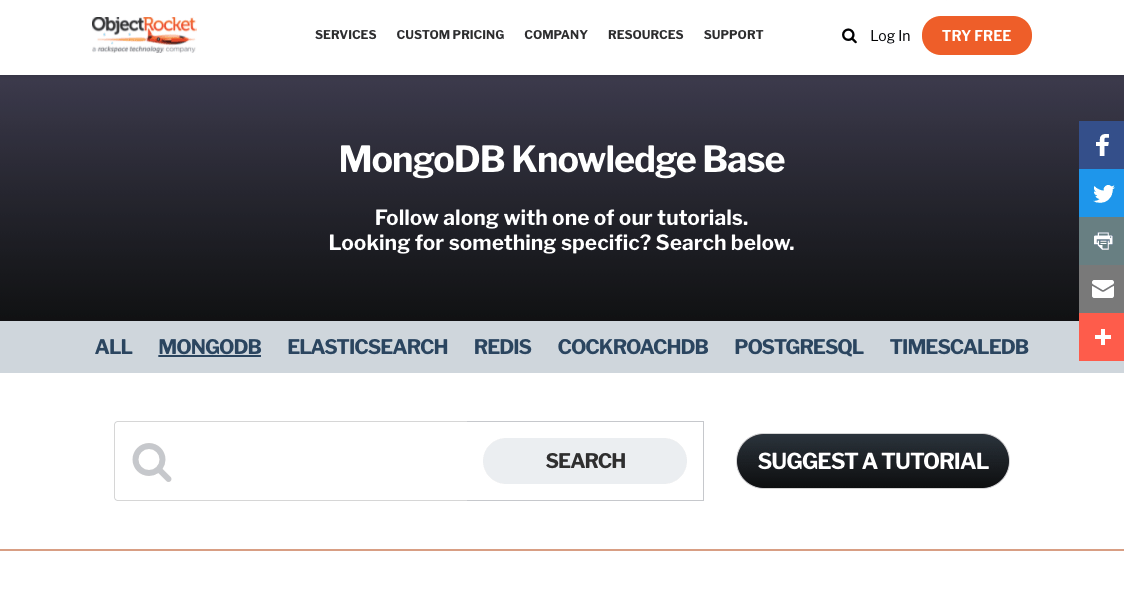 ObjectRocket
a rackspace technology company
SERVICES CUSTOM PRICING COMPANY RESOURCES SUPPORT
Log In TRY FREE
MongoDB Knowledge Base
Follow along with one of our tutorials.
Looking for something specific? Search below.
ALL MONGODB ELASTICSEARCH REDIS COCKROACHDB POSTGRESQL TIMESCALEDB
SEARCH
SUGGEST A TUTORIAL